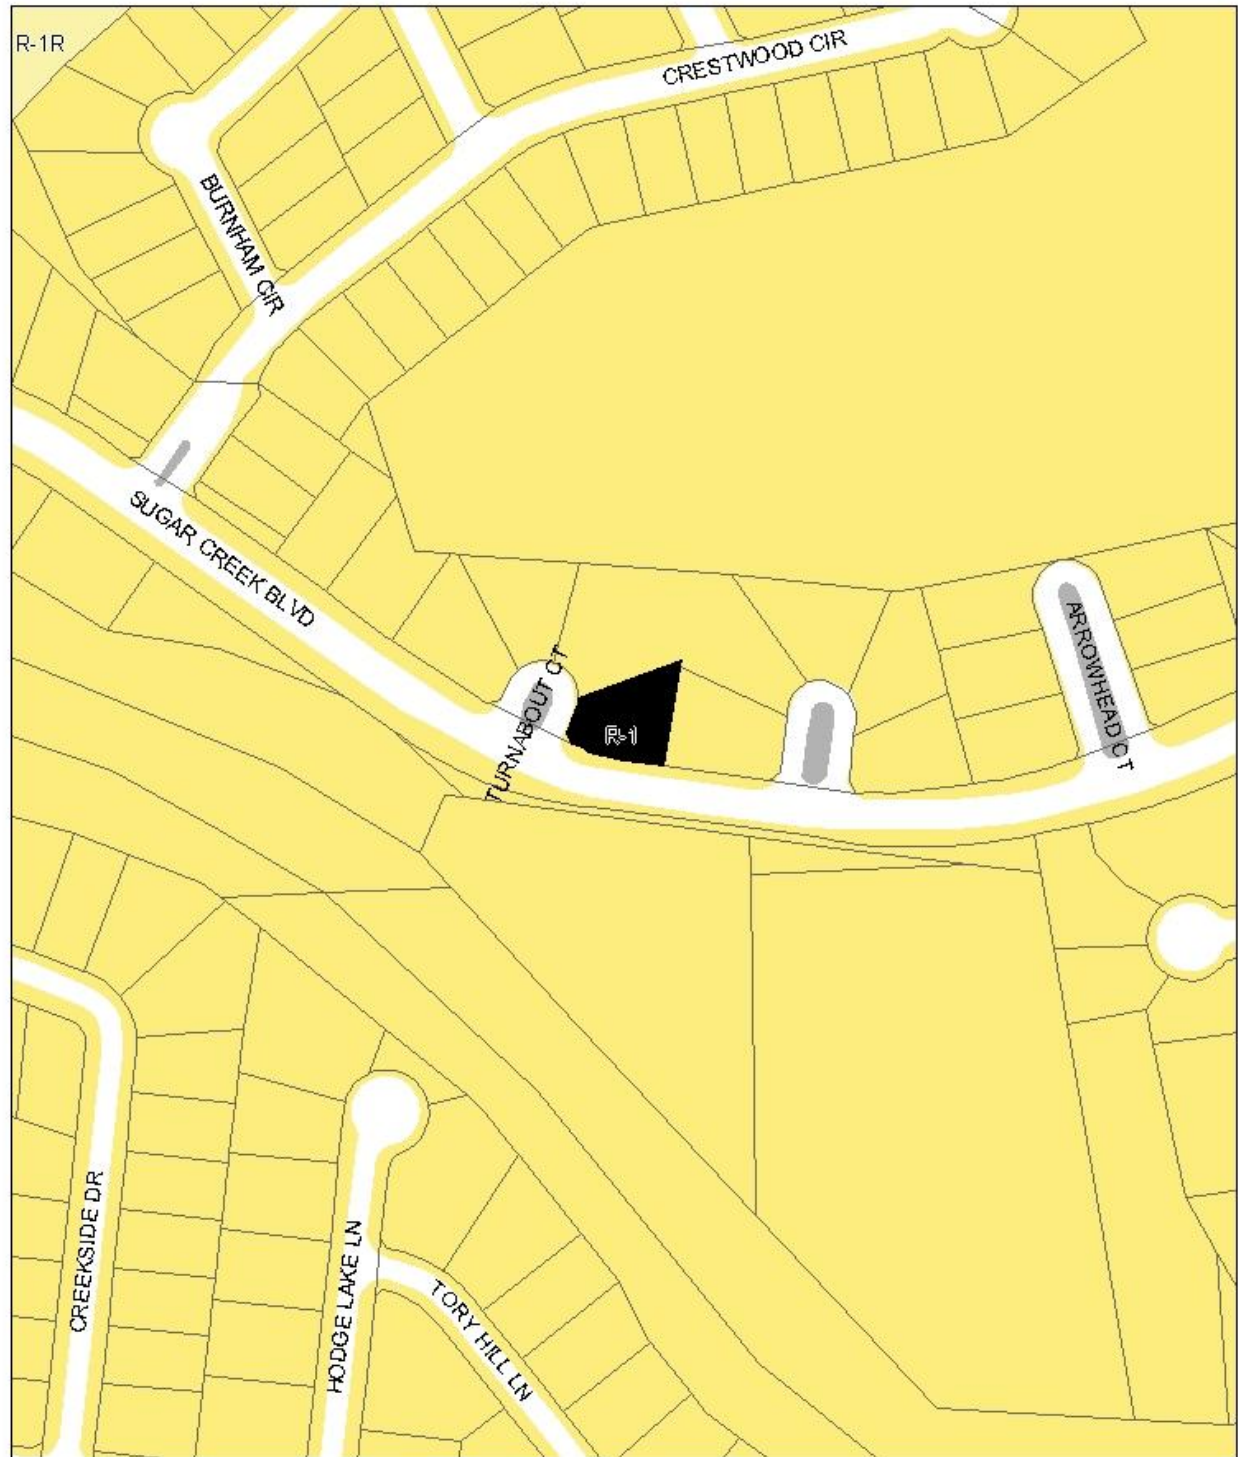 R-1R
CRESTWOOD CIR
BURNHAM CIR
SUGAR CREEK BLVD
TURNABOUT CT
ARROWHEAD CT
R-1
CREEKSIDE DR
HODGE LAKE LN
TORY HILL LN